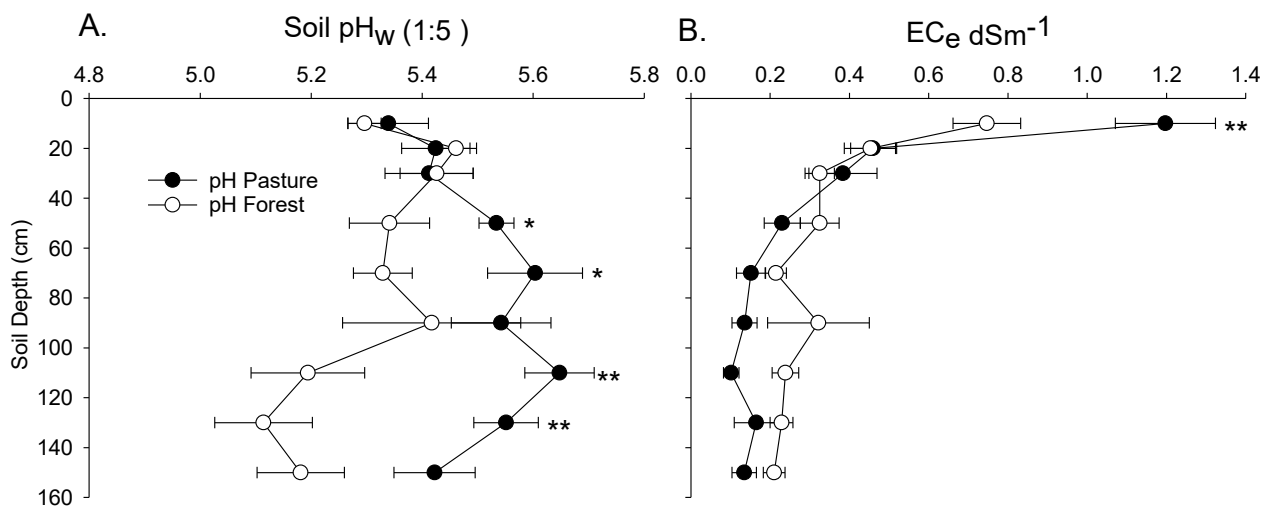 A.
Soil pHw (1:5 )
4.8 5.0 5.2 5.4 5.6 5.8
0
20
40
60
80
100
120
140
160
Soil Depth (cm)
pH Pasture
pH Forest
*
*
**
**
B.
ECe dSm-1
0.0 0.2 0.4 0.6 0.8 1.0 1.2 1.4
**